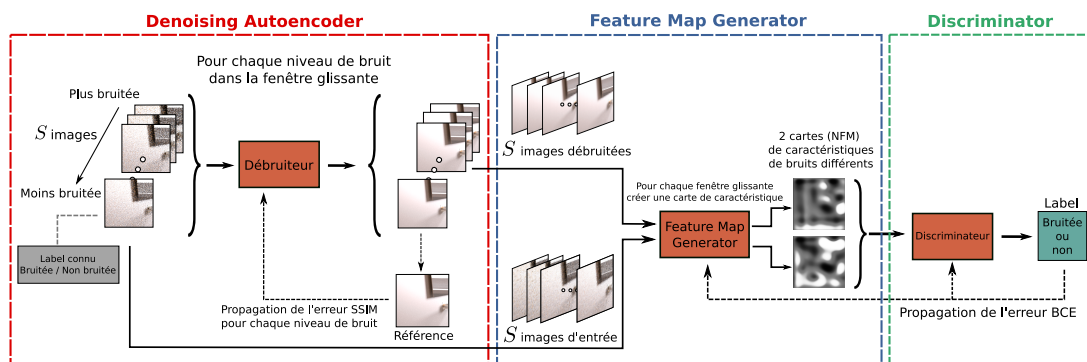 Denoising Autoencoder
Pour chaque niveau de bruit
dans la fenêtre glissante
Plus bruitée
S images
Moins bruitée
Débruiteur
Label connu
Bruitée / Non bruitée
Propagation de l'erreur SSIM
pour chaque niveau de bruit
Référence
Feature Map Generator
S images débruitées
Pour chaque fenêtre glissante
créer une carte de caractéristique
Feature Map
Generator
2 cartes (NFM)
de caractéristiques
de bruits différents
S images d'entrée
Discriminator
Discriminateur
Label
Bruitée
ou
non
Propagation de l'erreur BCE